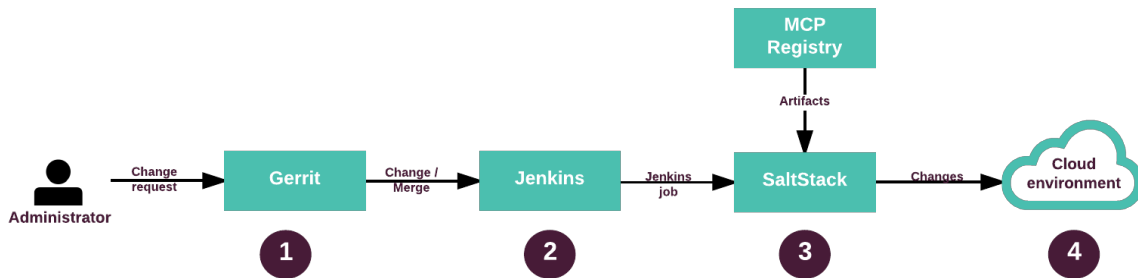 MCP
Registry
Artifacts
Administrator
Change
request
Gerrit
Change /
Merge
Jenkins
Jenkins
job
SaltStack
Changes
Cloud
environment
1
2
3
4